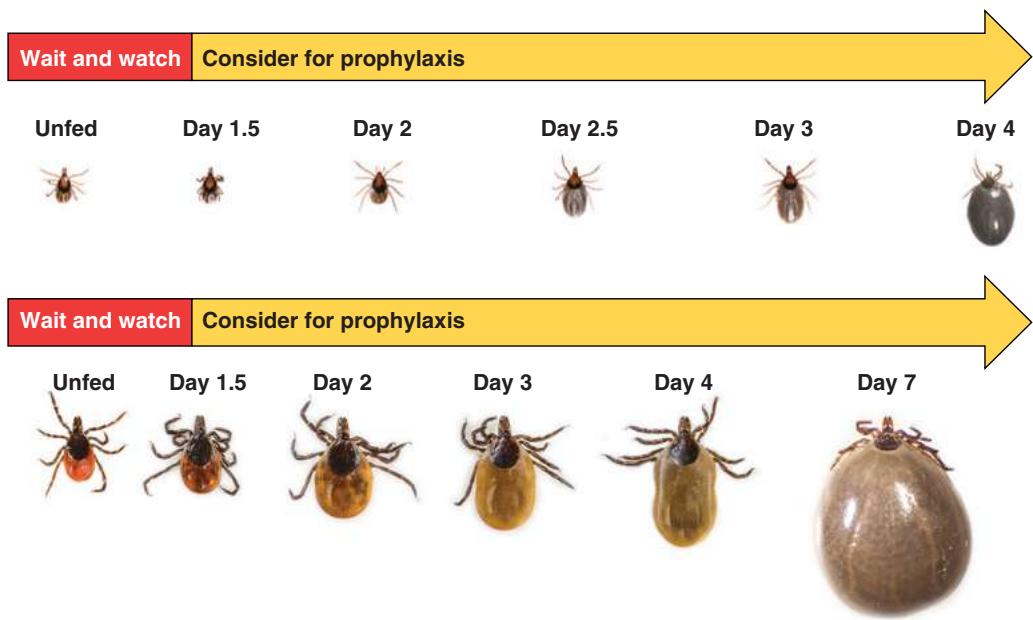 Wait and watch Consider for prophylaxis
Unfed Day 1.5 Day 2 Day 2.5 Day 3 Day 4
Wait and watch Consider for prophylaxis
Unfed Day 1.5 Day 2 Day 3 Day 4 Day 7